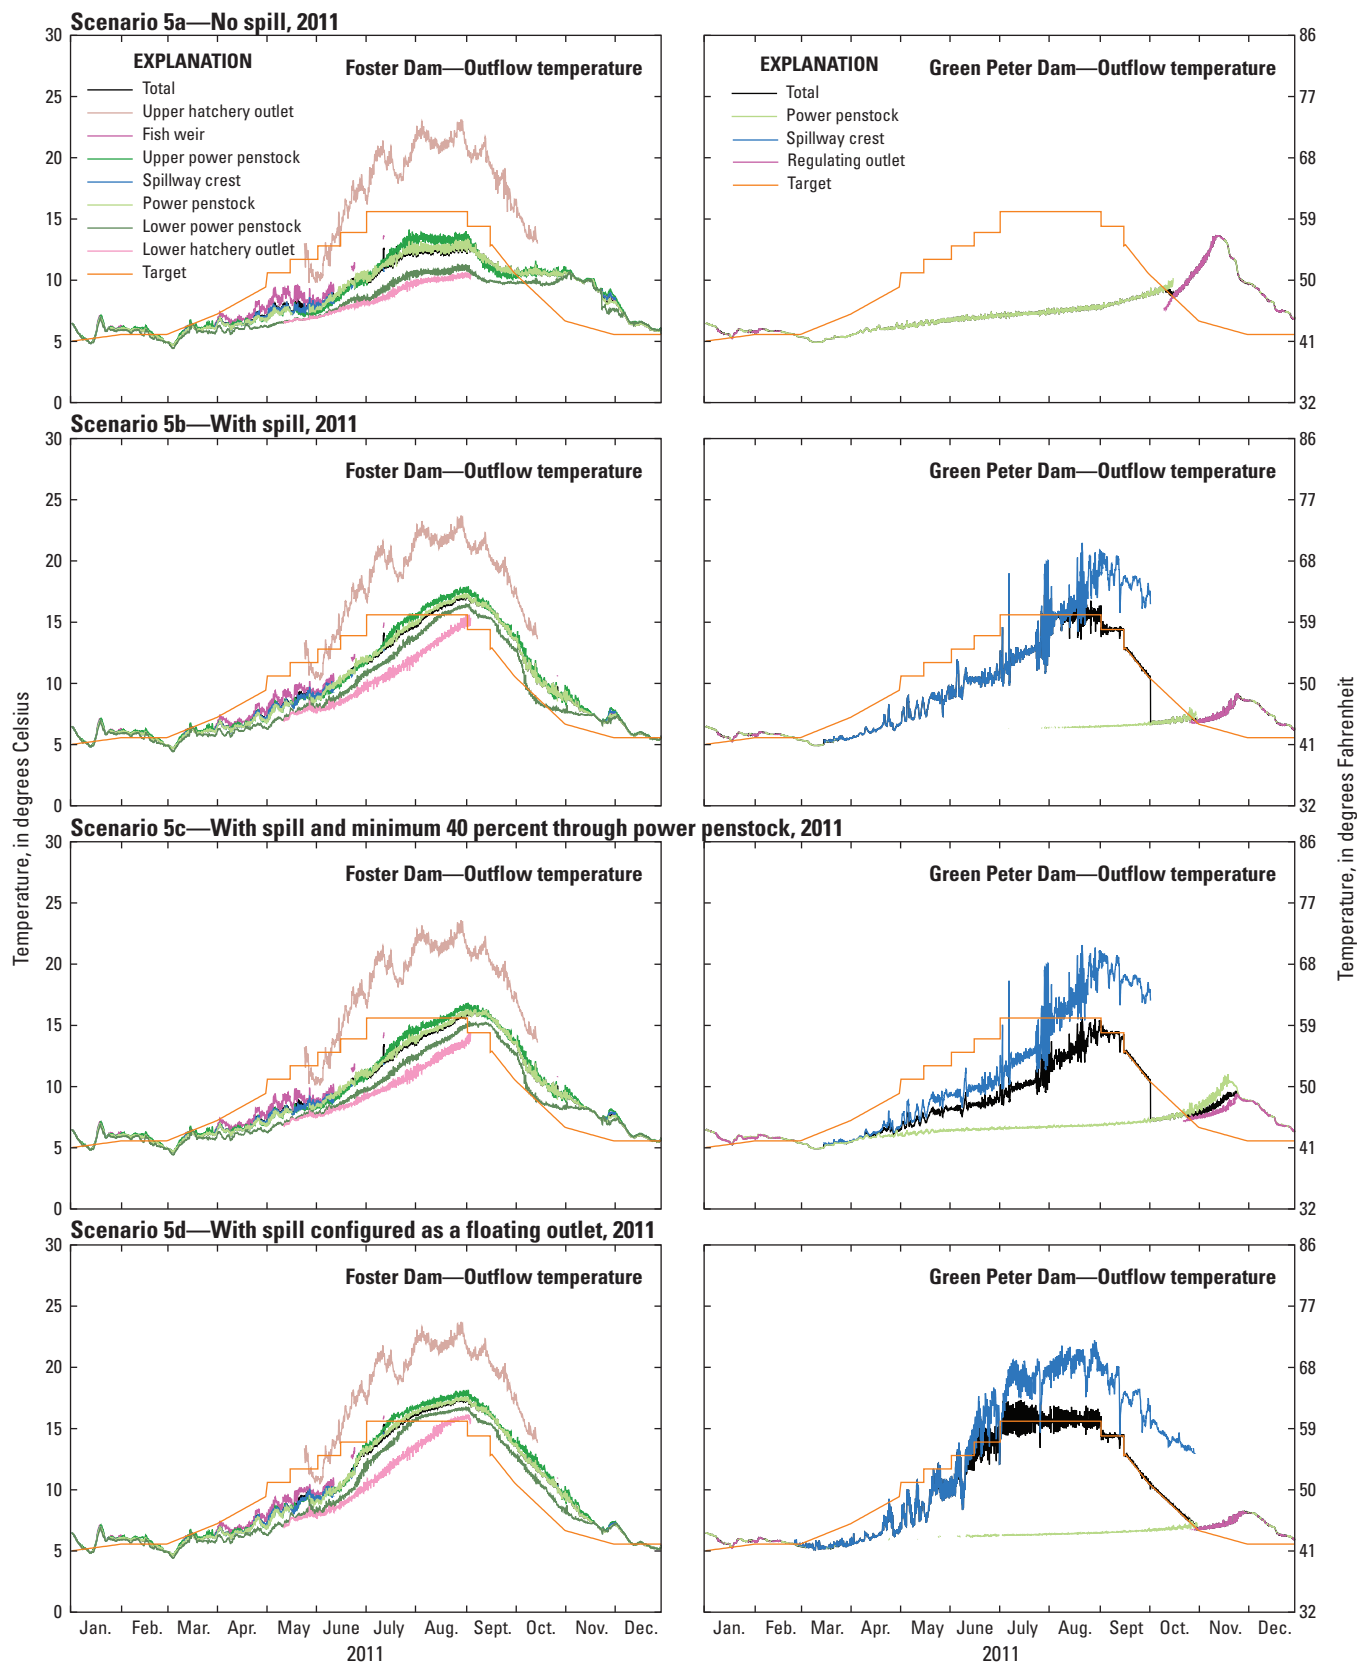 Scenario 5a—No spill, 2011
30
25
20
15
10
5
0
EXPLANATION
Total
Upper hatchery outlet
Fish weir
Upper power penstock
Spillway crest
Power penstock
Lower power penstock
Lower hatchery outlet
Target
Foster Dam—Outflow temperature
EXPLANATION
Total
Power penstock
Spillway crest
Regulating outlet
Target
Green Peter Dam—Outflow temperature
86
77
68
59
50
41
32
Scenario 5b—With spill, 2011
30
25
20
15
10
5
0
Foster Dam—Outflow temperature
Green Peter Dam—Outflow temperature
86
77
68
59
50
41
32
Temperature, in degrees Celsius
Temperature, in degrees Fahrenheit
Scenario 5c—With spill and minimum 40 percent through power penstock, 2011
30
25
20
15
10
5
0
Foster Dam—Outflow temperature
Green Peter Dam—Outflow temperature
86
77
68
59
50
41
32
Scenario 5d—With spill configured as a floating outlet, 2011
30
25
20
15
10
5
0
Foster Dam—Outflow temperature
Green Peter Dam—Outflow temperature
86
77
68
59
50
41
32
Jan. Feb. Mar. Apr. May June July Aug. Sept. Oct. Nov. Dec.
2011
Jan. Feb. Mar. Apr. May June July Aug. Sept Oct. Nov. Dec.
2011